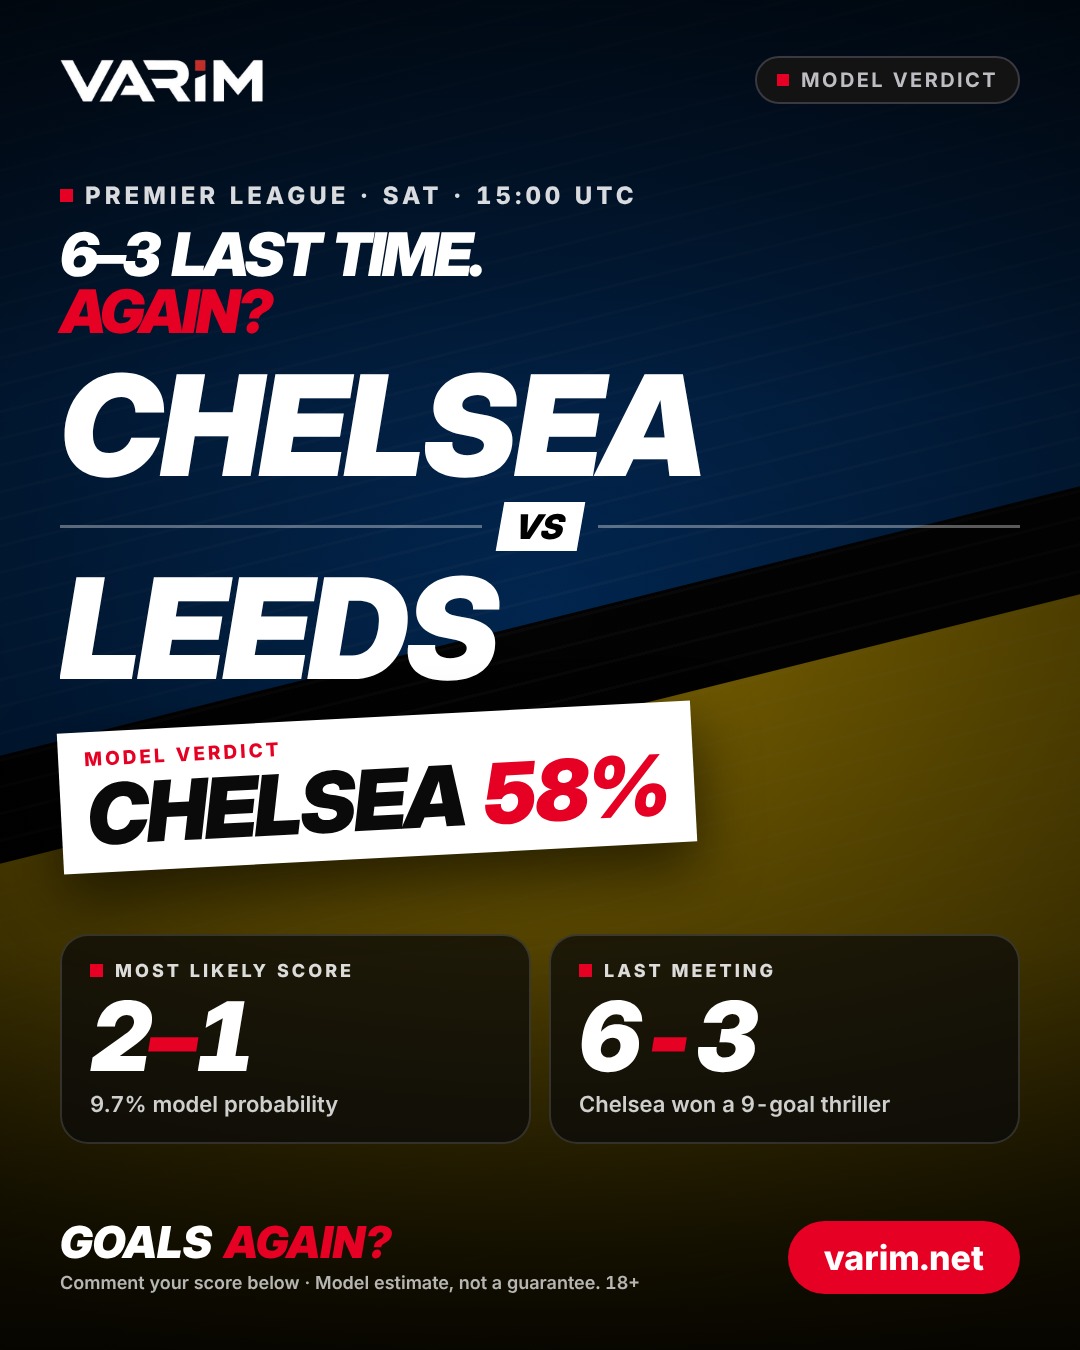 VARiM
MODEL VERDICT
PREMIER LEAGUE · SAT · 15:00 UTC
6–3 LAST TIME.
AGAIN?
CHELSEA
VS
LEEDS
MODEL VERDICT
CHELSEA 58%
MOST LIKELY SCORE
2–1
9.7% model probability
LAST MEETING
6-3
Chelsea won a 9-goal thriller
GOALS AGAIN?
Comment your score below · Model estimate, not a guarantee. 18+
varim.net